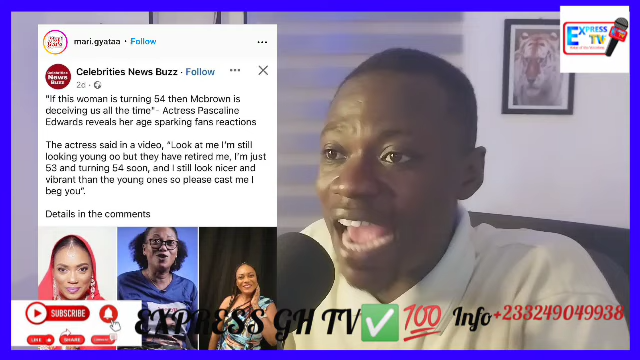 mari.gyataa · Follow
Celebrities News Buzz · Follow
Celebrities
News
Buzz
2d ·
"If this woman is turning 54 then Mcbrown is
deceiving us all the time"- Actress Pascaline
Edwards reveals her age sparking fans reactions
The actress said in a video, “Look at me I’m still
looking young oo but they have retired me, I’m just
53 and turning 54 soon, and I still look nicer and
vibrant than the young ones so please cast me I
beg you”.
Details in the comments
EXPRESS
TV
SUBSCRIBE
LIKE
SHARE
EXPRESS GH TV✅💯 Info+233249049938